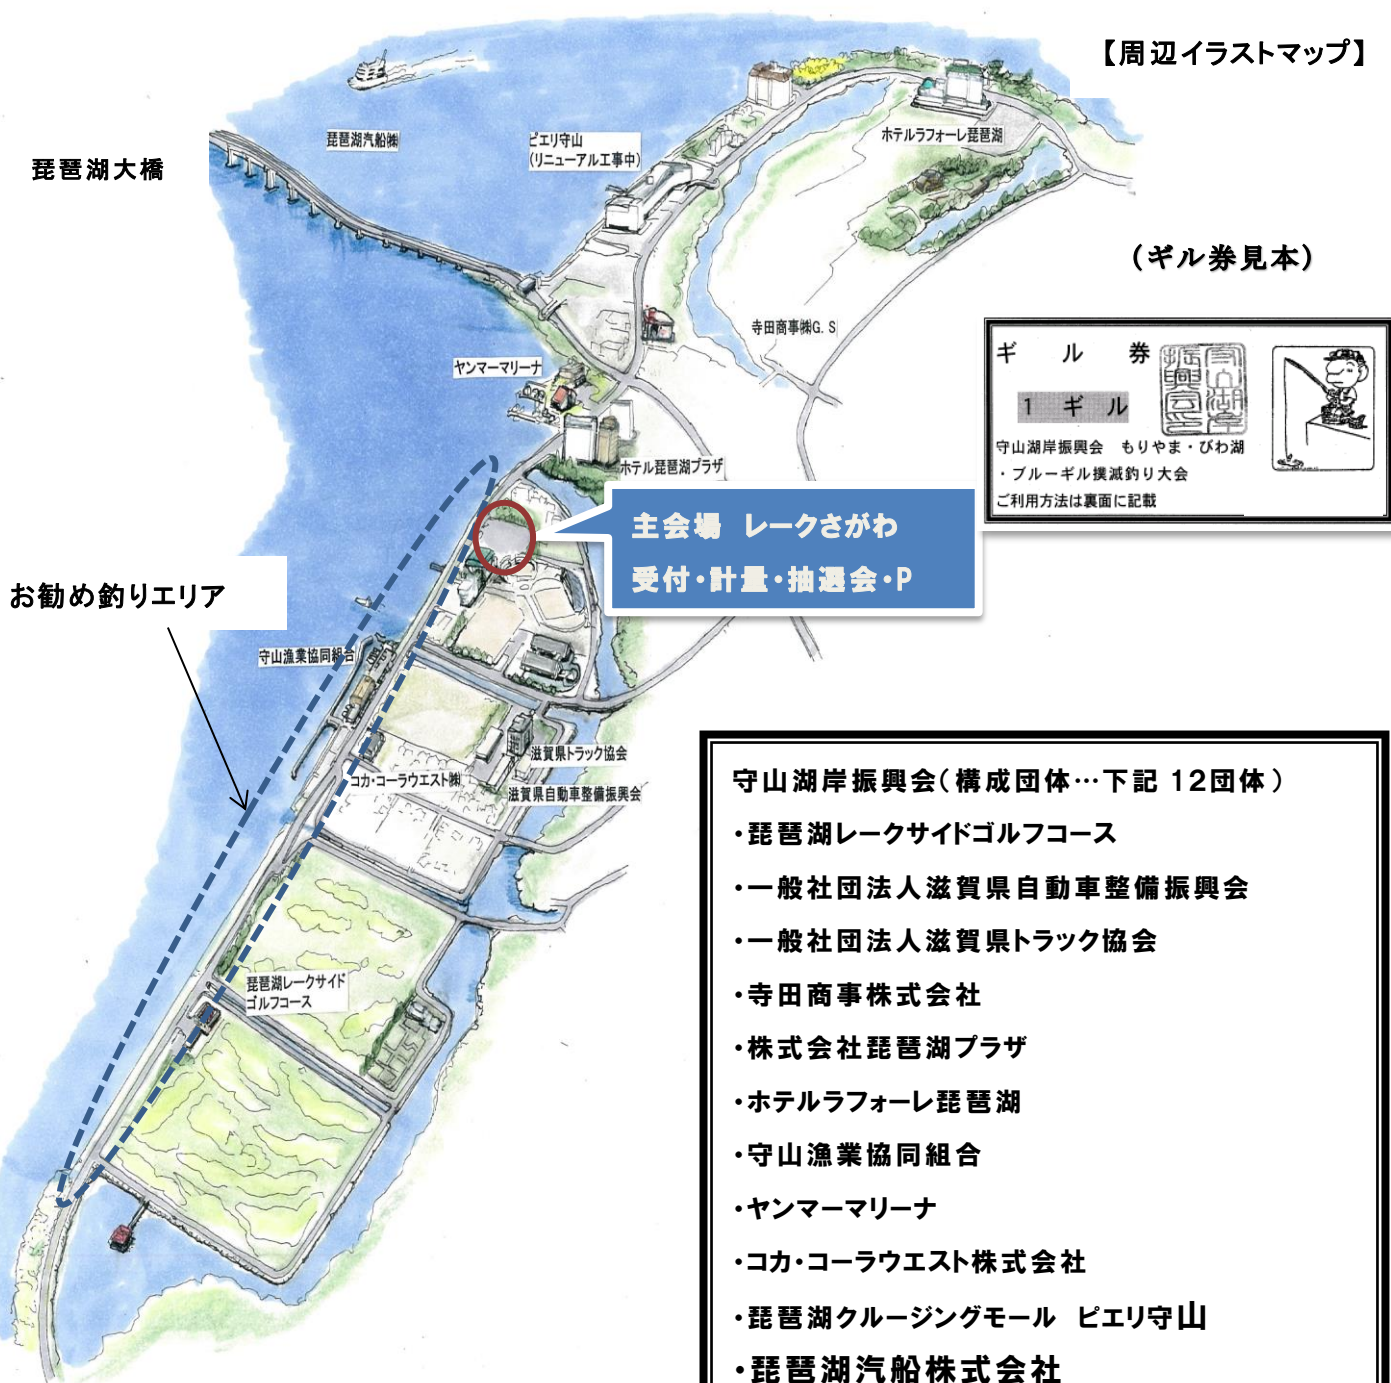 【周辺イラストマップ】
琵琶湖大橋
琵琶湖汽船㈱
ピエリ守山
(リニューアル工事中)
ホテルラフォーレ琵琶湖
(ギル券見本)
寺田商事㈱G.S
ギル券
1 ギル
守山湖岸振興会 もりやま・びわ湖
・ブルーギル撲滅釣り大会
ご利用方法は裏面に記載
ヤンマーマリーナ
ホテル琵琶湖プラザ
主会場 レークさがわ
受付・計量・抽選会・P
お勧め釣りエリア
守山漁業協同組合
滋賀県トラック協会
コカ・コーラウエスト㈱
滋賀県自動車整備振興会
琵琶湖レークサイド
ゴルフコース
守山湖岸振興会(構成団体…下記 12団体)
・琵琶湖レークサイドゴルフコース
・一般社団法人滋賀県自動車整備振興会
・一般社団法人滋賀県トラック協会
・寺田商事株式会社
・株式会社琵琶湖プラザ
・ホテルラフォーレ琵琶湖
・守山漁業協同組合
・ヤンマーマリーナ
・コカ・コーラウエスト株式会社
・琵琶湖クルージングモール ピエリ守山
・琵琶湖汽船株式会社